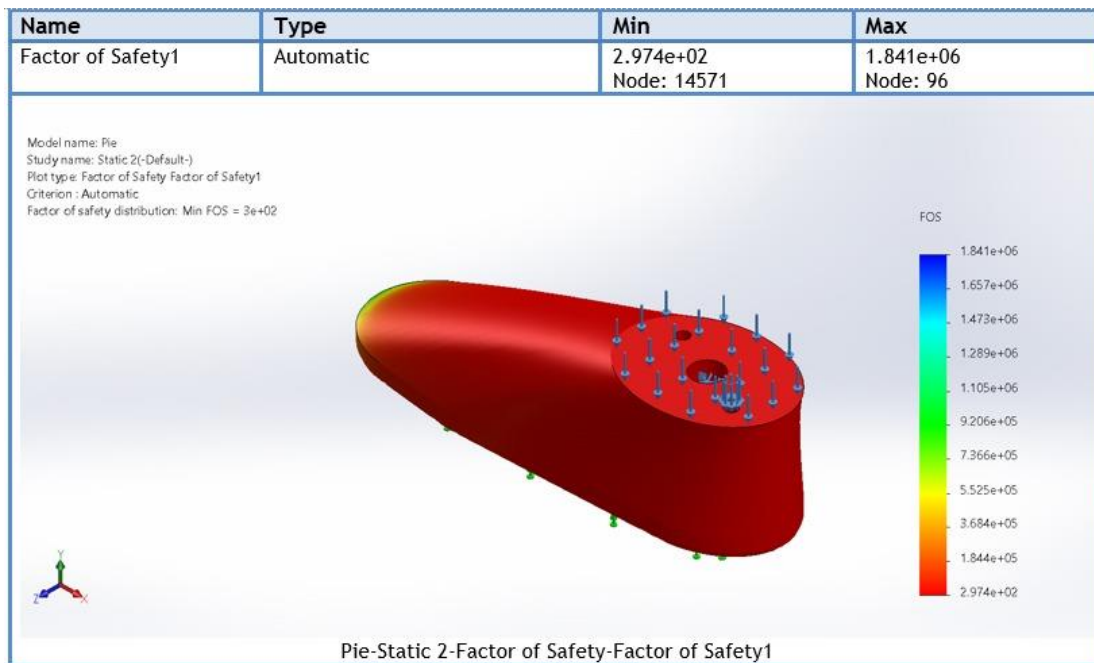 Name Type Min Max
Factor of Safety1 Automatic 2.974e+02 1.841e+06
Node: 14571 Node: 96
Model name: Pie
Study name: Static 2(-Default-)
Plot type: Factor of Safety Factor of Safety1
Criterion : Automatic
Factor of safety distribution: Min FOS = 3e+02
FOS
1.841e+06
1.657e+06
1.473e+06
1.289e+06
1.105e+06
9.206e+05
7.366e+05
5.525e+05
3.684e+05
1.844e+05
2.974e+02
Y
Z X
Pie-Static 2-Factor of Safety-Factor of Safety1